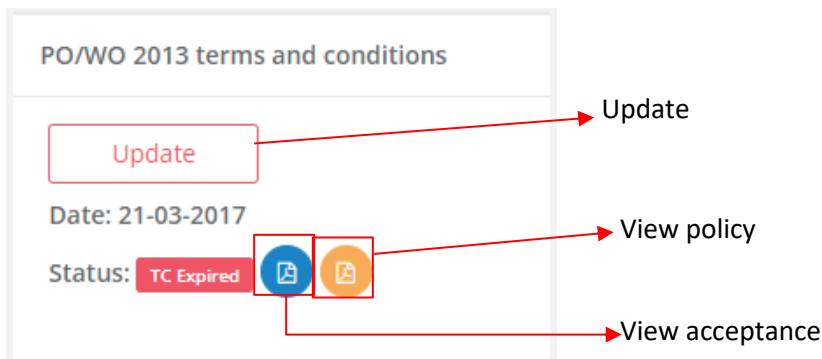 PO/WO 2013 terms and conditions
Update
Update
Date: 21-03-2017
View policy
Status: TC Expired
View acceptance